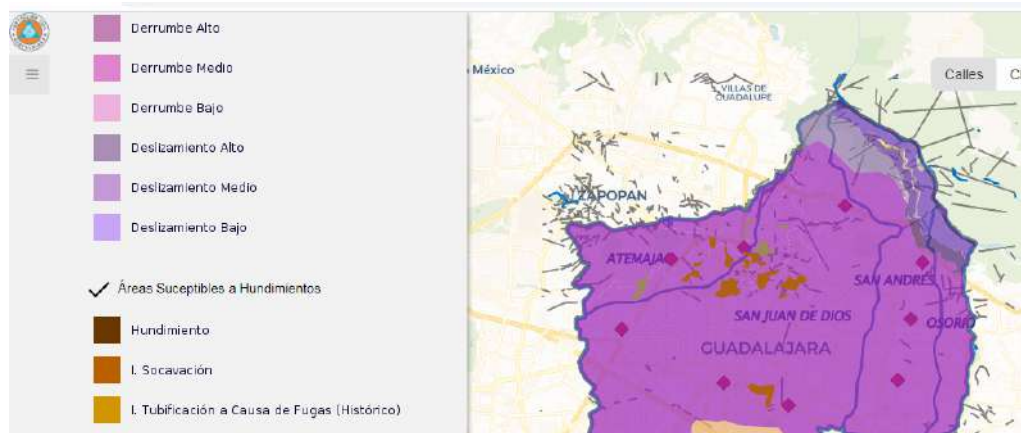 Derrumbe Alto
Derrumbe Medio
Derrumbe Bajo
Deslizamiento Alto
Deslizamiento Medio
Deslizamiento Bajo
Áreas Suceptibles a Hundimientos
Hundimiento
I. Socavación
I. Tubificación a Causa de Fugas (Histórico)
México
Calles
VILLAS DE
GUADALUPE
ZAPOPAN
ATEMAJAC
SAN ANDRÉS
SAN JUAN DE DIOS
OSORIO
GUADALAJARA